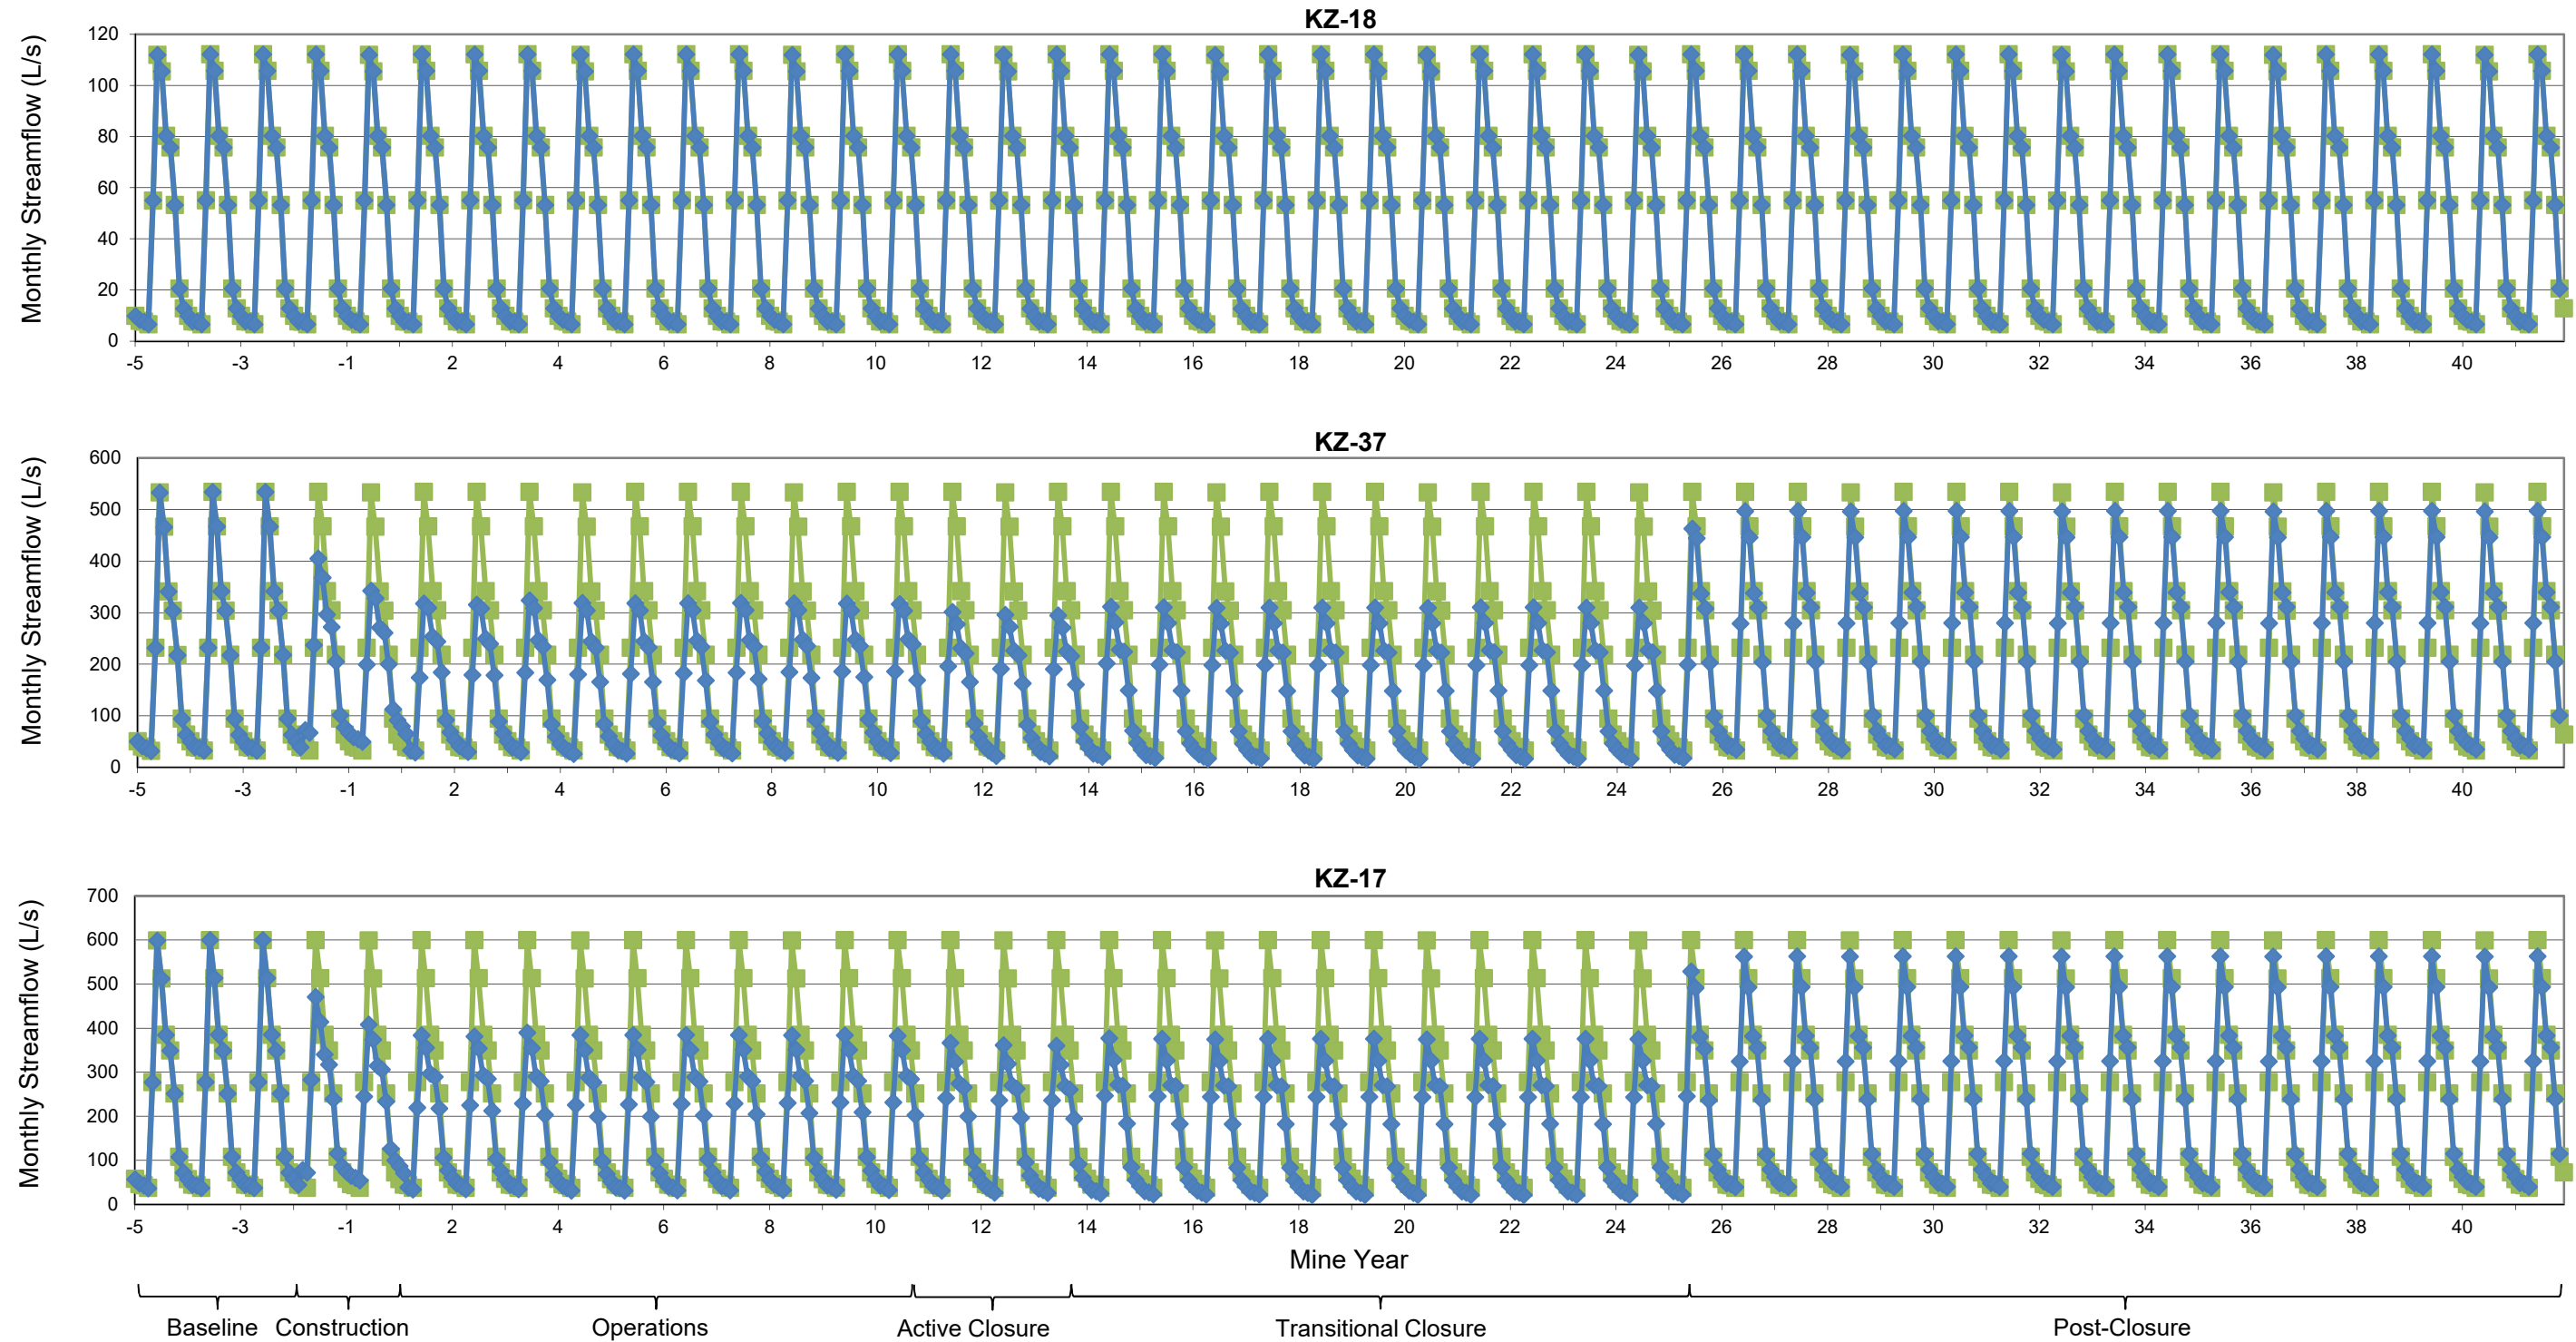 KZ-18
Monthly Streamflow (L/s)
120
100
80
60
40
20
0
-5 -3 -1 2 4 6 8 10 12 14 16 18 20 22 24 26 28 30 32 34 36 38 40
KZ-37
Monthly Streamflow (L/s)
600
500
400
300
200
100
0
-5 -3 -1 2 4 6 8 10 12 14 16 18 20 22 24 26 28 30 32 34 36 38 40
KZ-17
Monthly Streamflow (L/s)
700
600
500
400
300
200
100
0
-5 -3 -1 2 4 6 8 10 12 14 16 18 20 22 24 26 28 30 32 34 36 38 40
Mine Year
Baseline Construction Operations Active Closure Transitional Closure Post-Closure